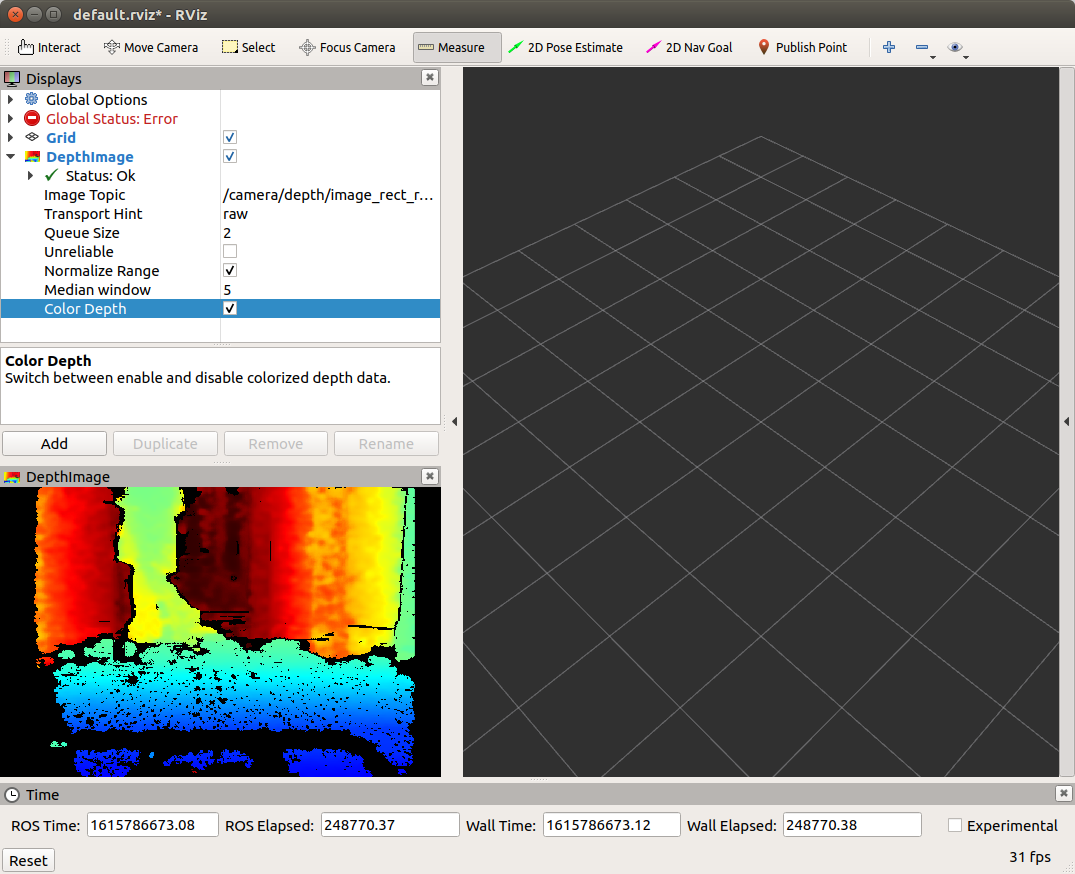 default.rviz* - RViz
Interact Move Camera Select Focus Camera Measure 2D Pose Estimate 2D Nav Goal Publish Point
Displays
Global Options
Global Status: Error
Grid
DepthImage
Status: Ok
Image Topic /camera/depth/image_rect_r...
Transport Hint raw
Queue Size 2
Unreliable
Normalize Range
Median window 5
Color Depth
Color Depth
Switch between enable and disable colorized depth data.
Add Duplicate Remove Rename
DepthImage
Time
ROS Time: 1615786673.08 ROS Elapsed: 248770.37 Wall Time: 1615786673.12 Wall Elapsed: 248770.38 Experimental
Reset 31 fps